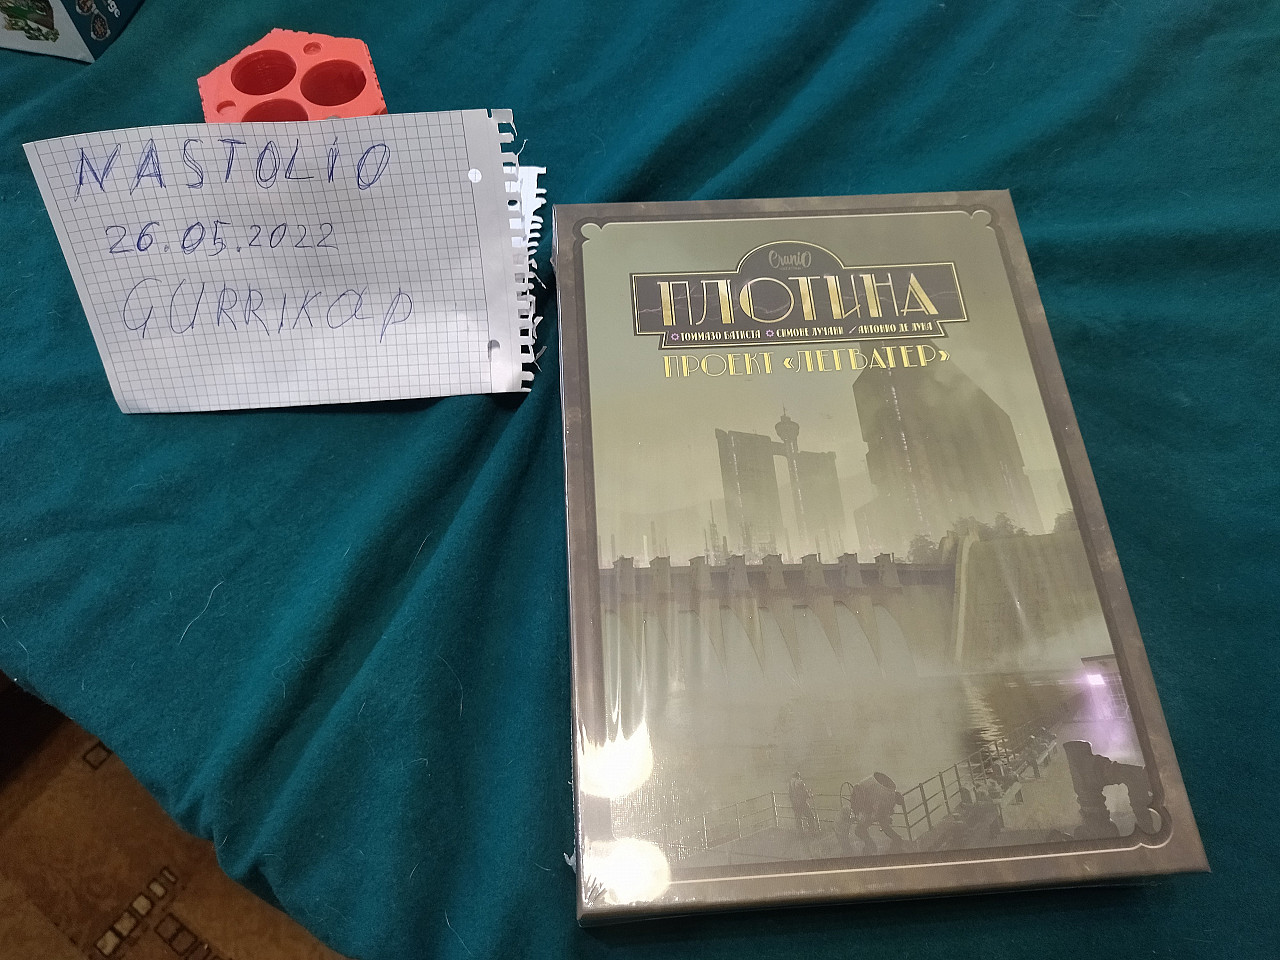 NASTOLIO
26.05.2022
GURRIKAP
CraniO
ПЛОТИНА
ТОММАЗО БАТИСТА СИМОНЕ ЛУЧАНИ / АНТОНИО ДЕ ЛУКА
ПРОЕКТ «ЛЕГВАТЕР»